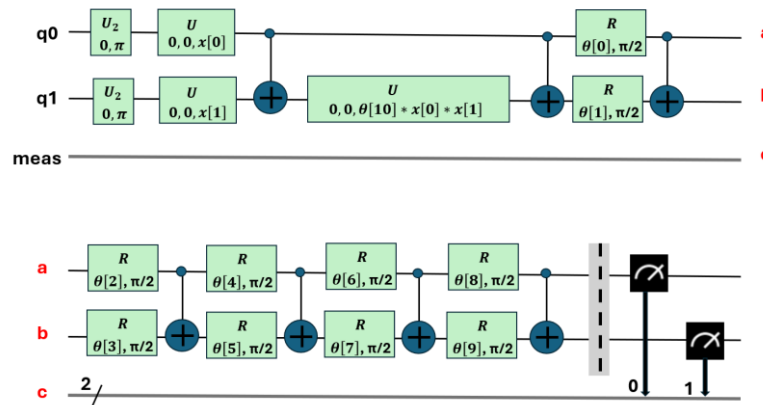 q0
U₂
0, π
U
0, 0, x[0]
R
θ[0], π/2
q1
U₂
0, π
U
0, 0, x[1]
U
0, 0, θ[10] * x[0] * x[1]
R
θ[1], π/2
meas
a
R
θ[2], π/2
R
θ[4], π/2
R
θ[6], π/2
R
θ[8], π/2
b
R
θ[3], π/2
R
θ[5], π/2
R
θ[7], π/2
R
θ[9], π/2
c
2
0
1